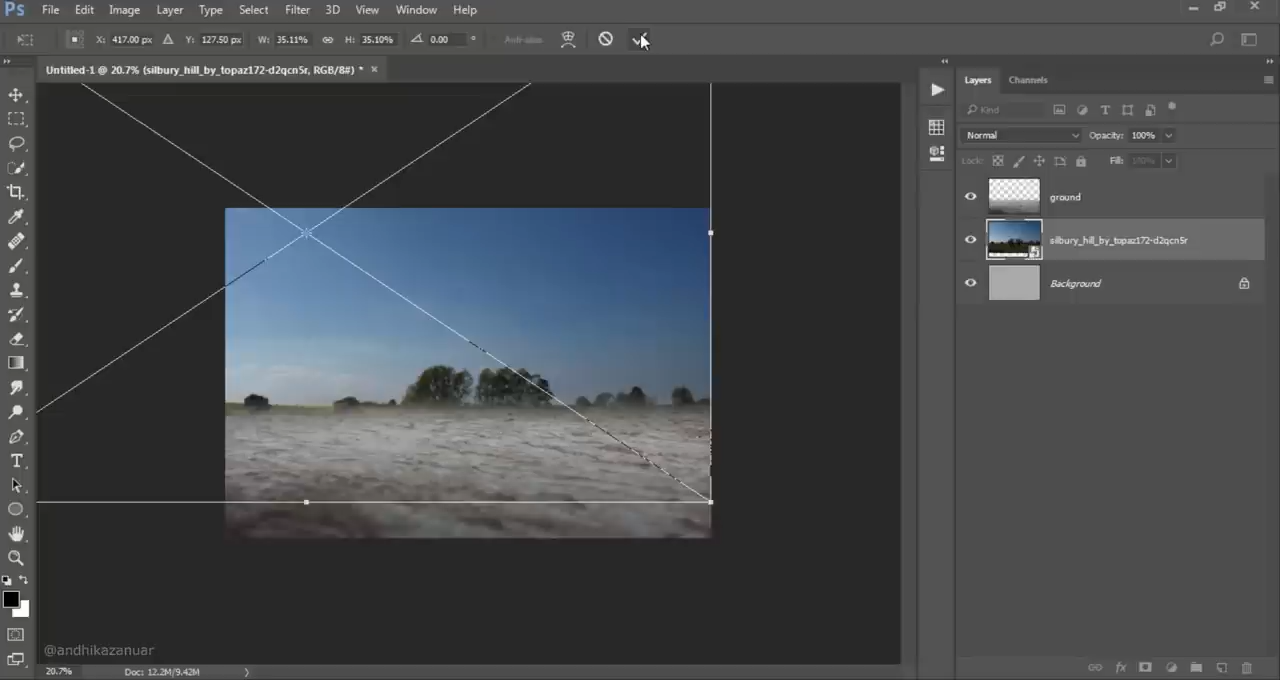 Ps File Edit Image Layer Type Select Filter 3D View Window Help
X: 417.00 px Y: 127.50 px W: 35.11% H: 35.10% 0.00 ° Anti-alias
Untitled-1 @ 20.7% (silbury_hill_by_topaz172-d2qcn5r, RGB/8#) * ×
Layers Channels
Kind
Normal Opacity: 100%
Lock: Fill: 100%
ground
silbury_hill_by_topaz172-d2qcn5r
Background
@andhikazanuar
20.7% Doc: 12.2M/9.42M